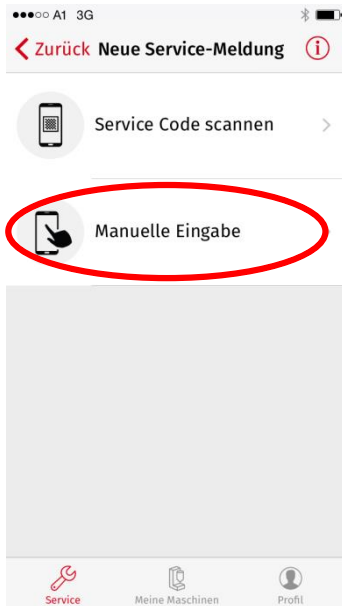 A1 3G
Zurück Neue Service-Meldung i
Service Code scannen
Manuelle Eingabe
Service Meine Maschinen Profil